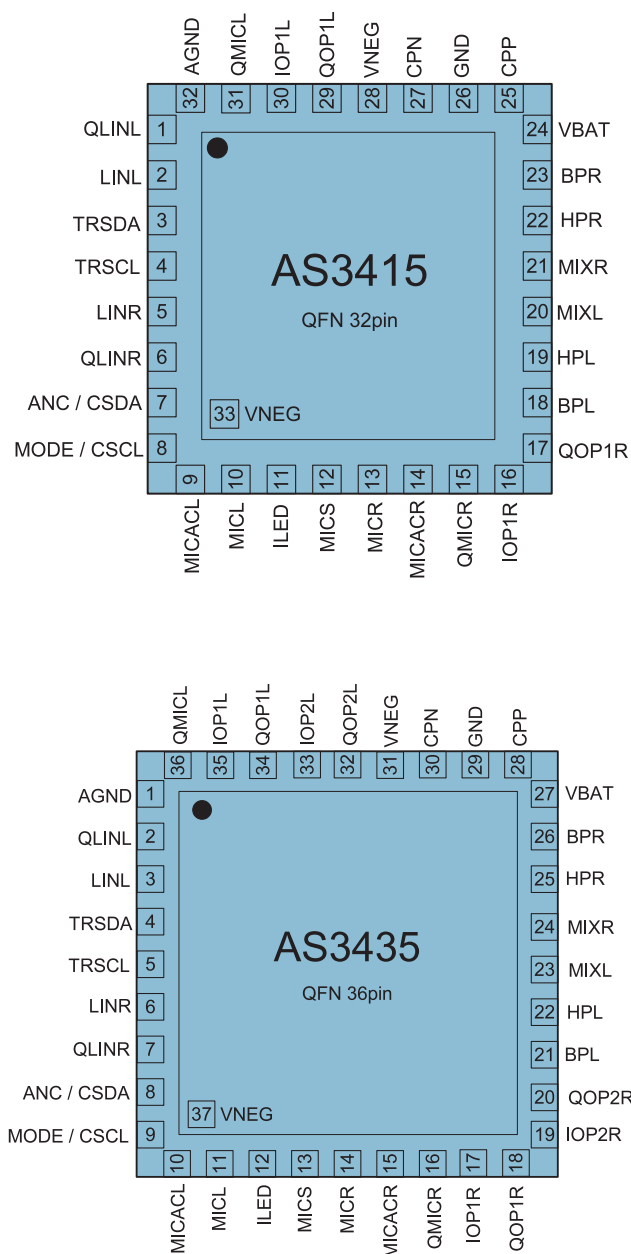 AGND
QMICL
IOP1L
QOP1L
VNEG
CPN
GND
CPP
32
31
30
29
28
27
26
25
QLINL 1
24 VBAT
LINL 2
23 BPR
TRSDA 3
22 HPR
TRSCL 4
21 MIXR
AS3415
LINR 5
20 MIXL
QFN 32pin
QLINR 6
19 HPL
ANC / CSDA 7
18 BPL
33 VNEG
MODE / CSCL 8
17 QOP1R
9
10
11
12
13
14
15
16
MICACL
MICL
ILED
MICS
MICR
MICACR
QMICR
IOP1R
QMICL
IOP1L
QOP1L
IOP2L
QOP2L
VNEG
CPN
GND
CPP
36
35
34
33
32
31
30
29
28
AGND 1
27 VBAT
QLINL 2
26 BPR
LINL 3
25 HPR
TRSDA 4
24 MIXR
AS3435
TRSCL 5
23 MIXL
QFN 36pin
LINR 6
22 HPL
QLINR 7
21 BPL
ANC / CSDA 8
20 QOP2R
37 VNEG
MODE / CSCL 9
19 IOP2R
10
11
12
13
14
15
16
17
18
MICACL
MICL
ILED
MICS
MICR
MICACR
QMICR
IOP1R
QOP1R